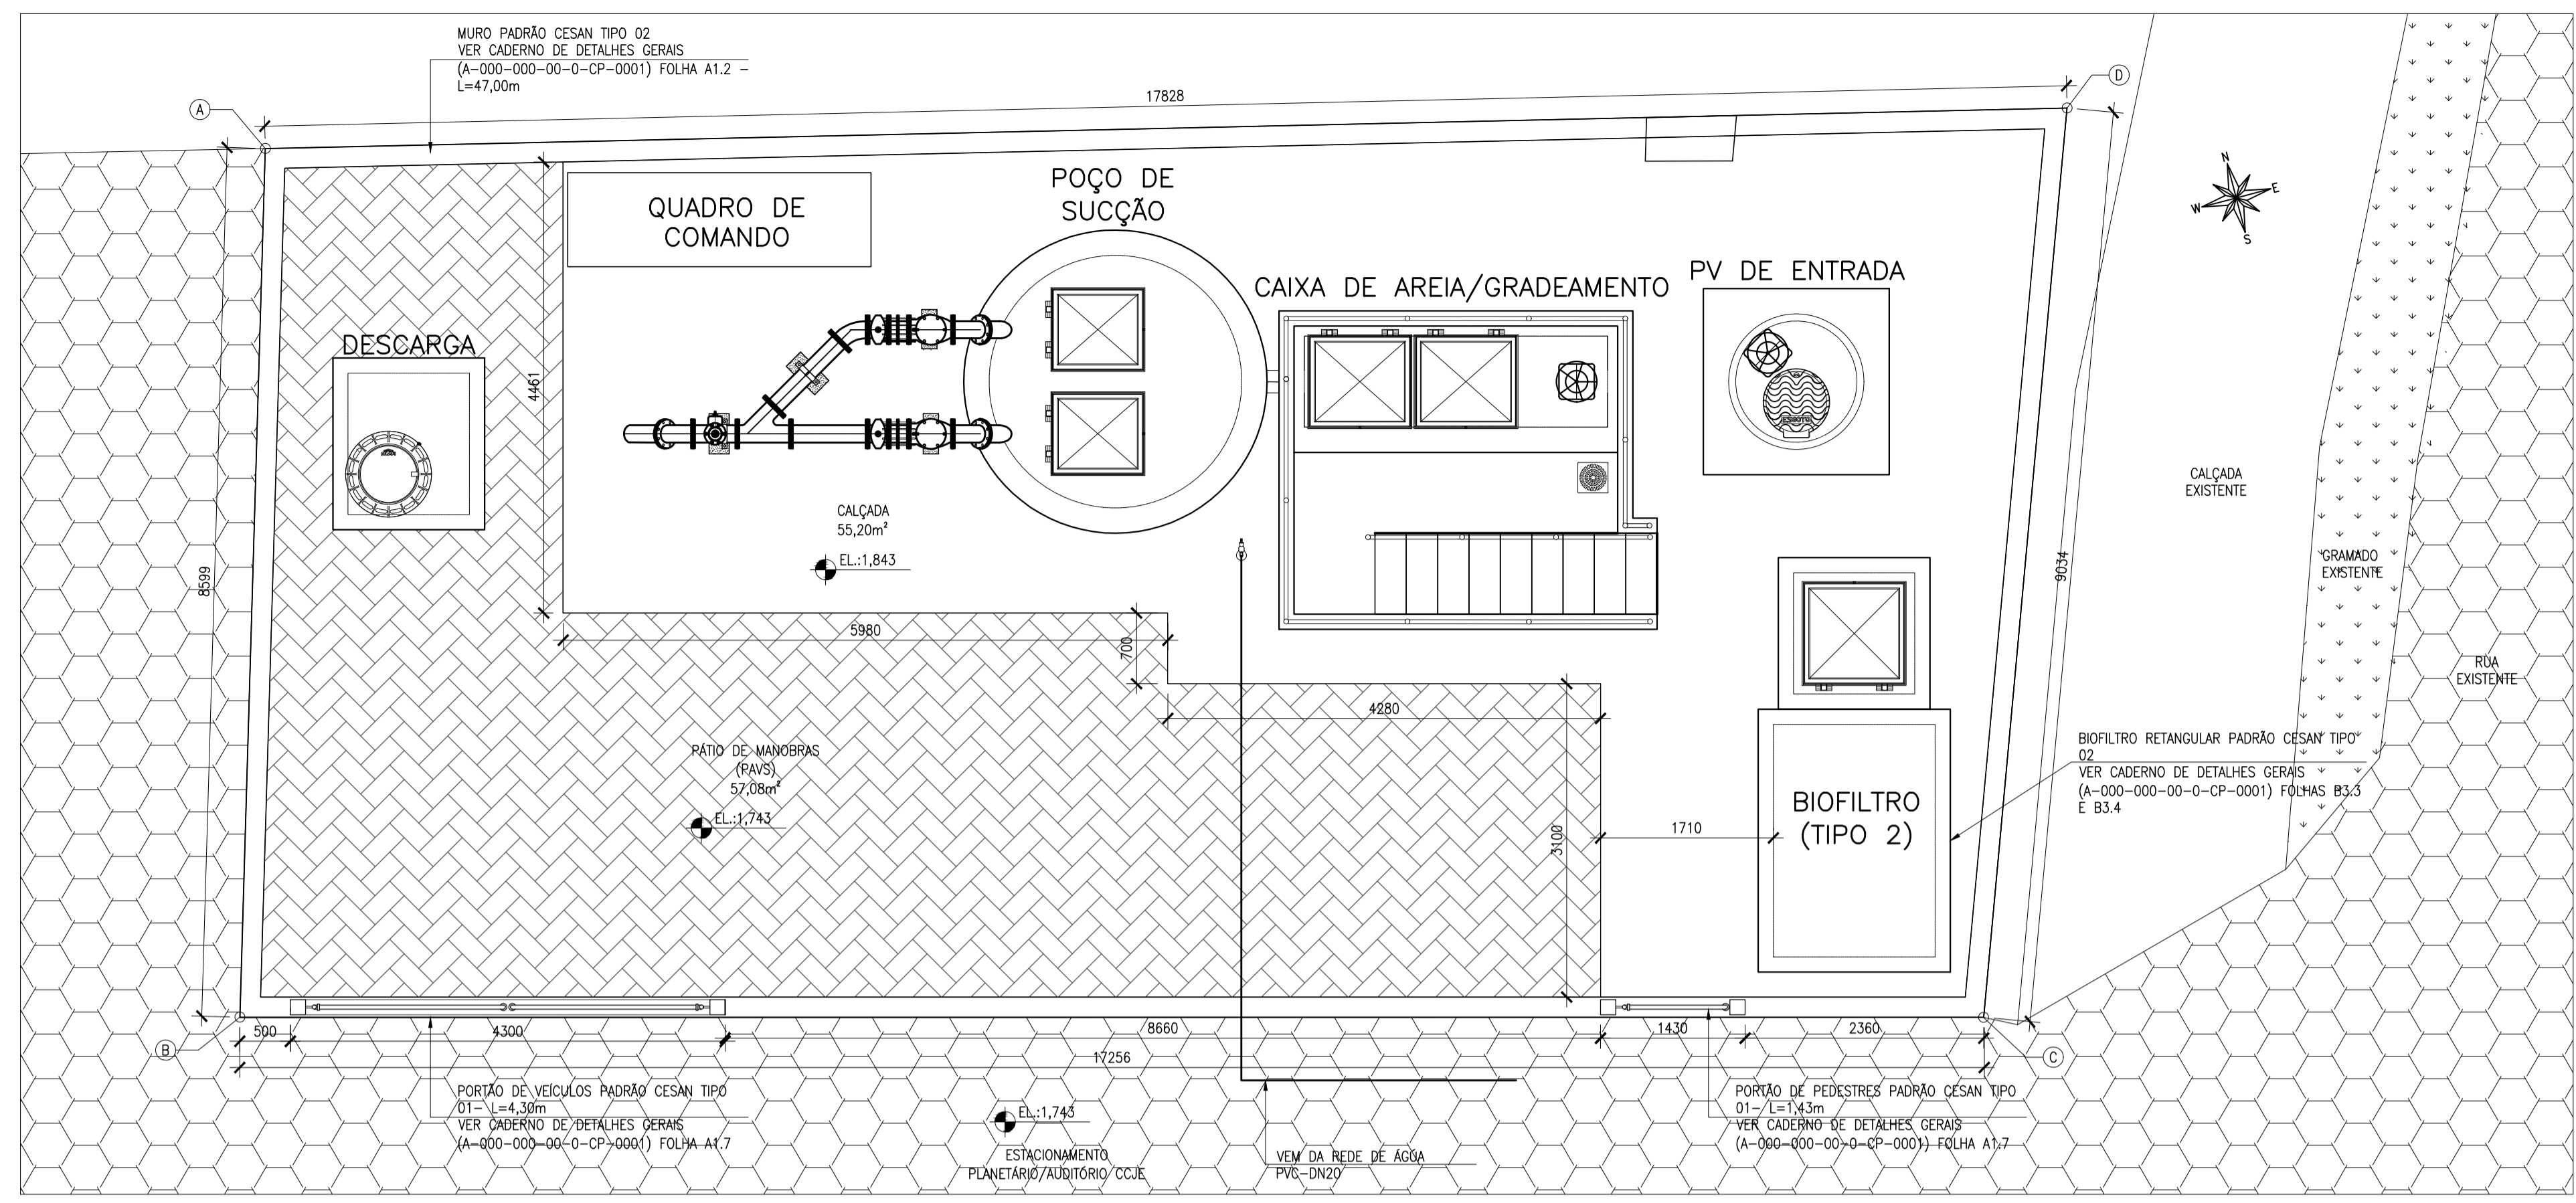 MURO PADRÃO CESAN TIPO 02
VER CADERNO DE DETALHES GERAIS
(A-000-000-00-0-CP-0001) FOLHA A1.2 -
L=47,00m
A
17828
D
QUADRO DE
COMANDO
POÇO DE
SUCÇÃO
CAIXA DE AREIA/GRADEAMENTO
PV DE ENTRADA
N
E
W
S
DESCARGA
4461
ESGOTO
CALÇADA
EXISTENTE
CALÇADA
55,20m²
EL.:1,843
8599
9034
GRAMADO
EXISTENTE
5980
700
RUA
EXISTENTE
4280
PÁTIO DE MANOBRAS
(PAVS)
57,08m²
EL.:1,743
3100
1710
BIOFILTRO
(TIPO 2)
BIOFILTRO RETANGULAR PADRÃO CESAN TIPO
02
VER CADERNO DE DETALHES GERAIS
(A-000-000-00-0-CP-0001) FOLHAS B3.3
E B3.4
B
500
4300
8660
1430
2360
17256
C
PORTÃO DE VEÍCULOS PADRÃO CESAN TIPO
01- L=4,30m
VER CADERNO DE DETALHES GERAIS
(A-000-000-00-0-CP-0001) FOLHA A1.7
EL.:1,743
ESTACIONAMENTO
PLANETÁRIO/AUDITÓRIO CCJE
VEM DA REDE DE ÁGUA
PVC-DN20
PORTÃO DE PEDESTRES PADRÃO CESAN TIPO
01- L=1,43m
VER CADERNO DE DETALHES GERAIS
(A-000-000-00-0-CP-0001) FOLHA A1.7